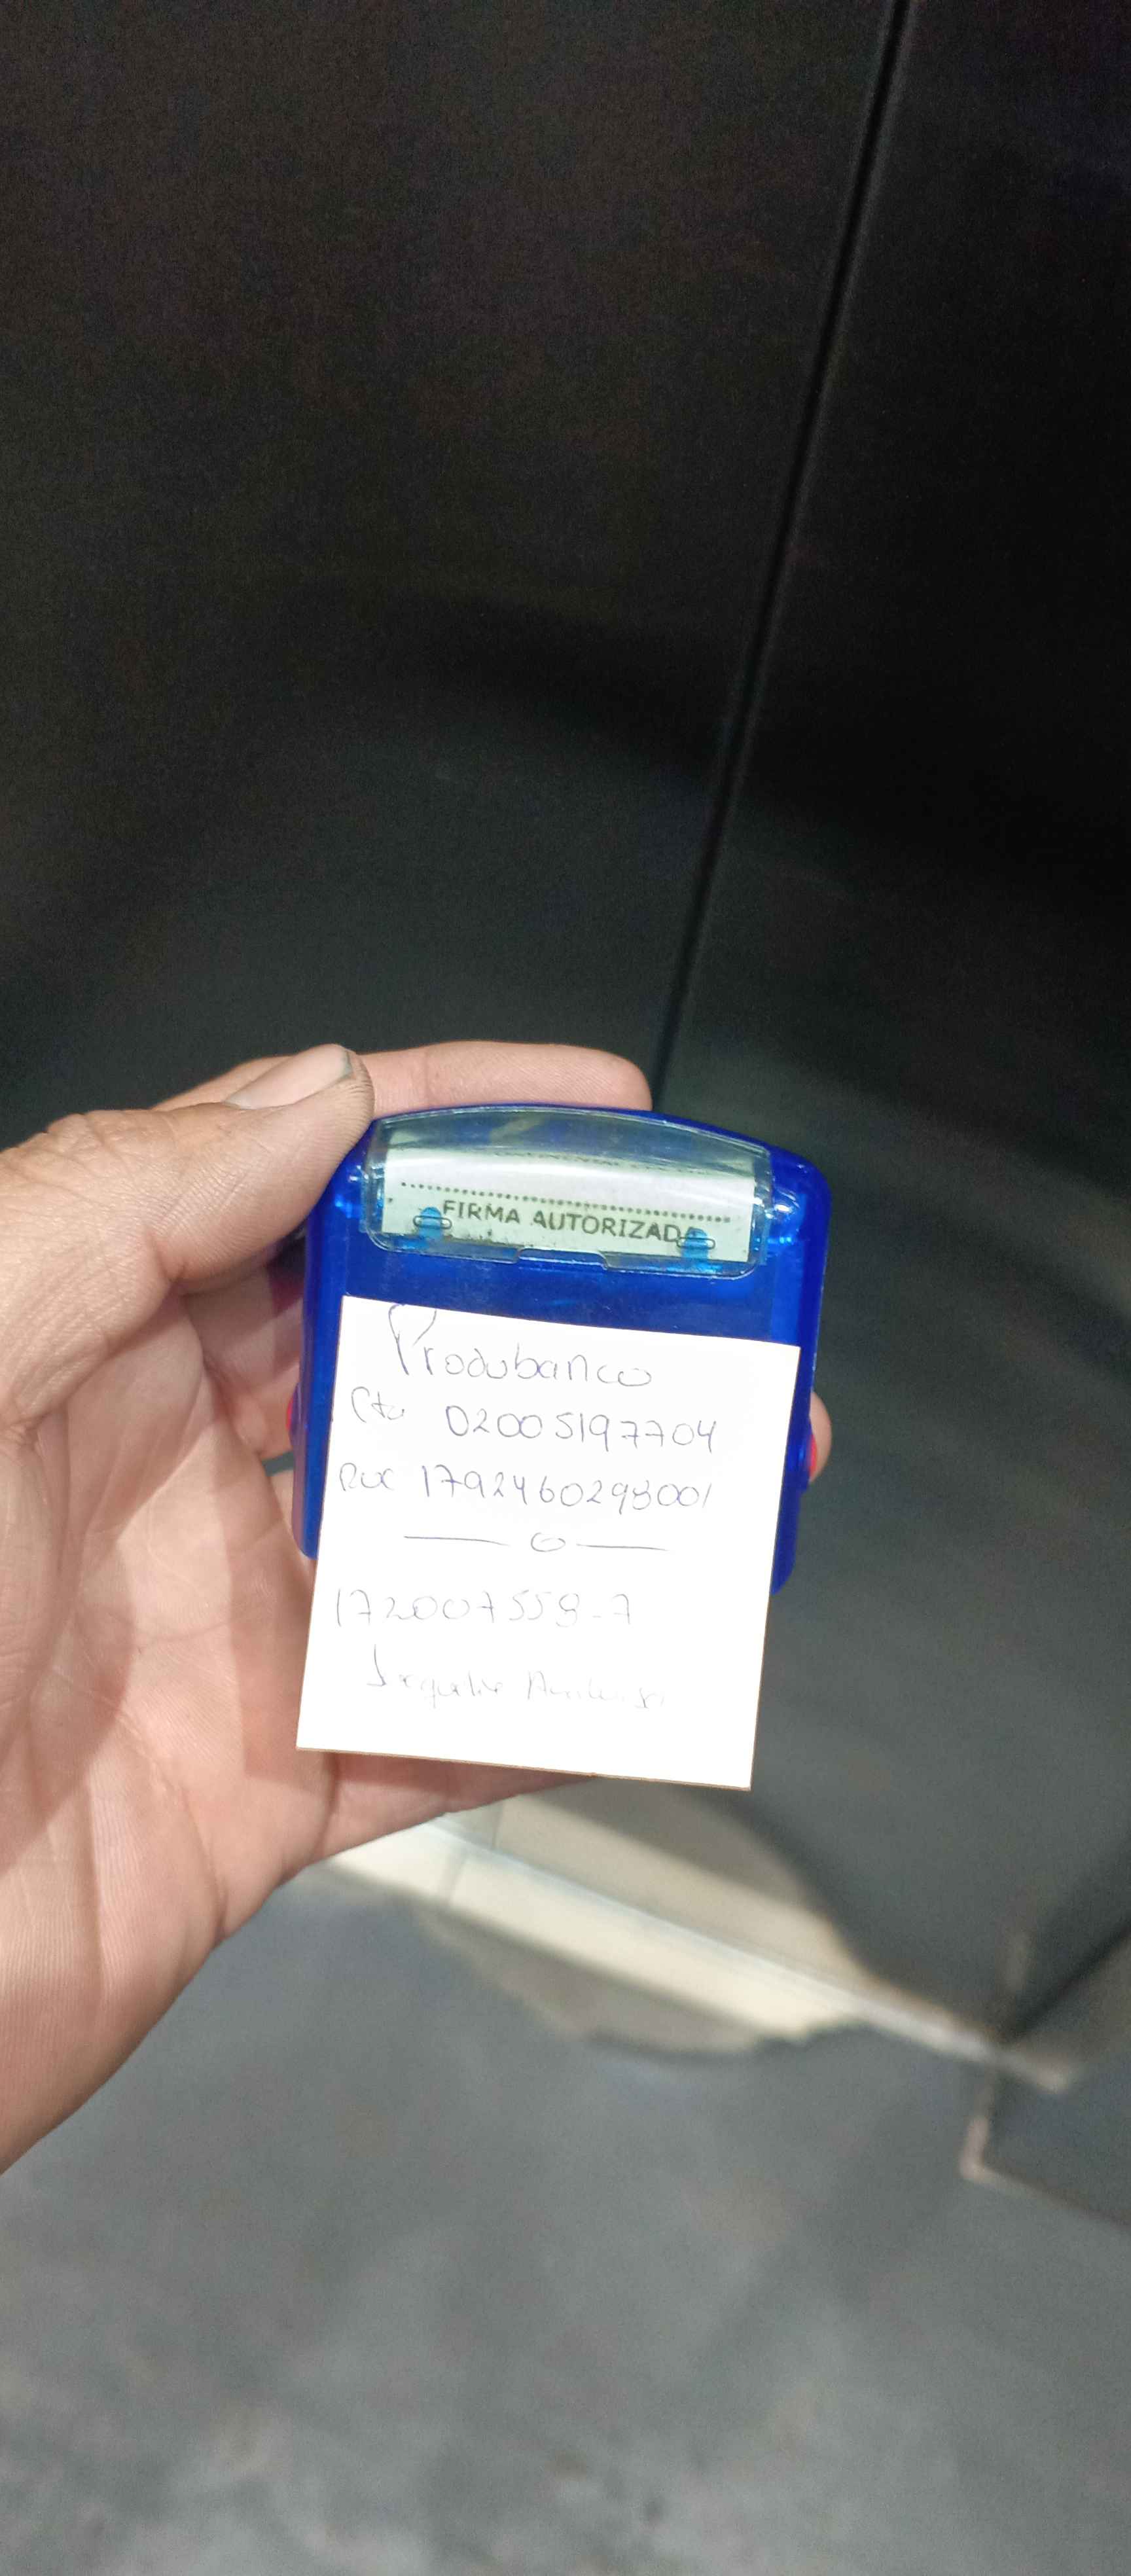 FIRMA AUTORIZADA
Produbanco
Cta 02005197704
RUC 1792460298001
172007558-7